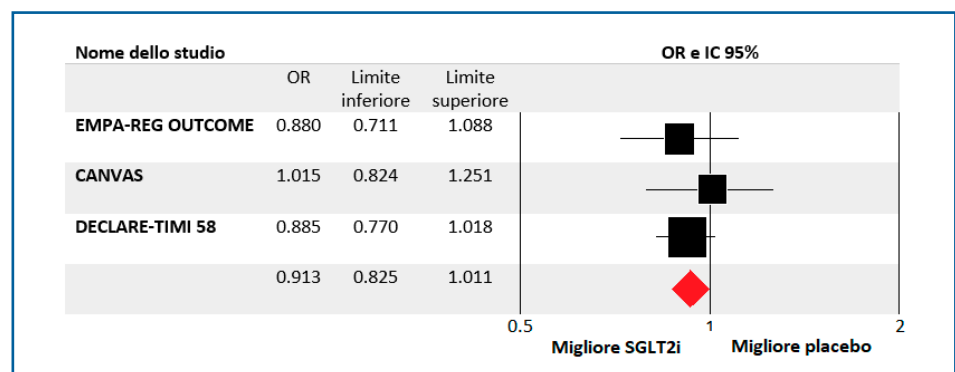 Nome dello studio OR e IC 95%
OR Limite inferiore Limite superiore
EMPA-REG OUTCOME 0.880 0.711 1.088
CANVAS 1.015 0.824 1.251
DECLARE-TIMI 58 0.885 0.770 1.018
0.913 0.825 1.011
0.5 1 2
Migliore SGLT2i Migliore placebo